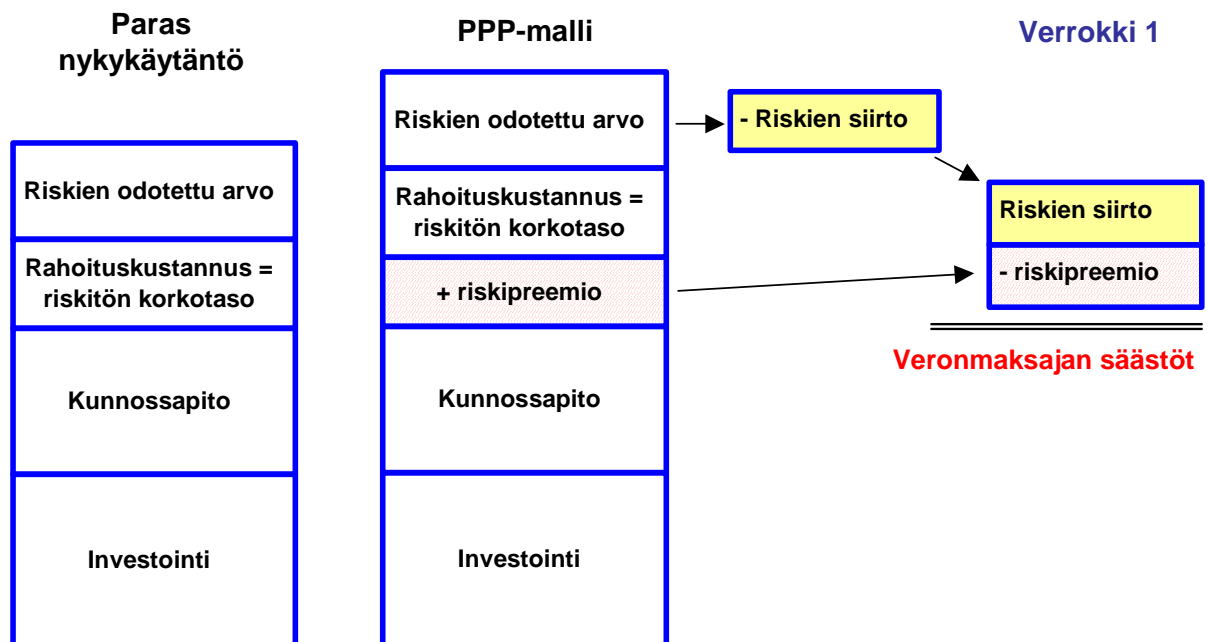 Paras
nykykäytäntö
Riskien odotettu arvo
Rahoituskustannus =
riskitön korkotaso
Kunnossapito
Investointi
PPP-malli
Riskien odotettu arvo
Rahoituskustannus =
riskitön korkotaso
+ riskipreemio
Kunnossapito
Investointi
- Riskien siirto
Verrokki 1
Riskien siirto
- riskipreemio
Veronmaksajan säästöt